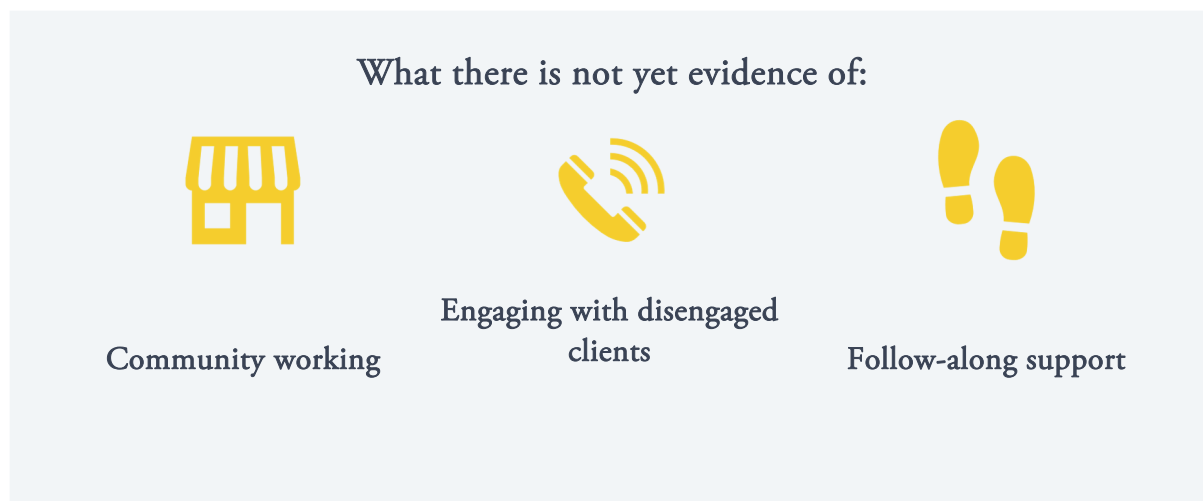 What there is not yet evidence of:
Engaging with disengaged
clients
Community working
Follow-along support